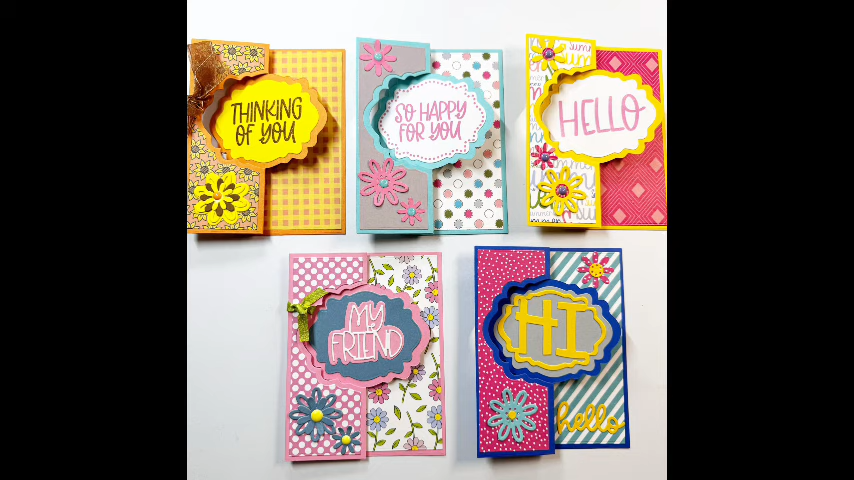 THINKING
OF YOU
SO HAPPY
FOR YOU
HELLO
MY
FRIEND
HI
hello